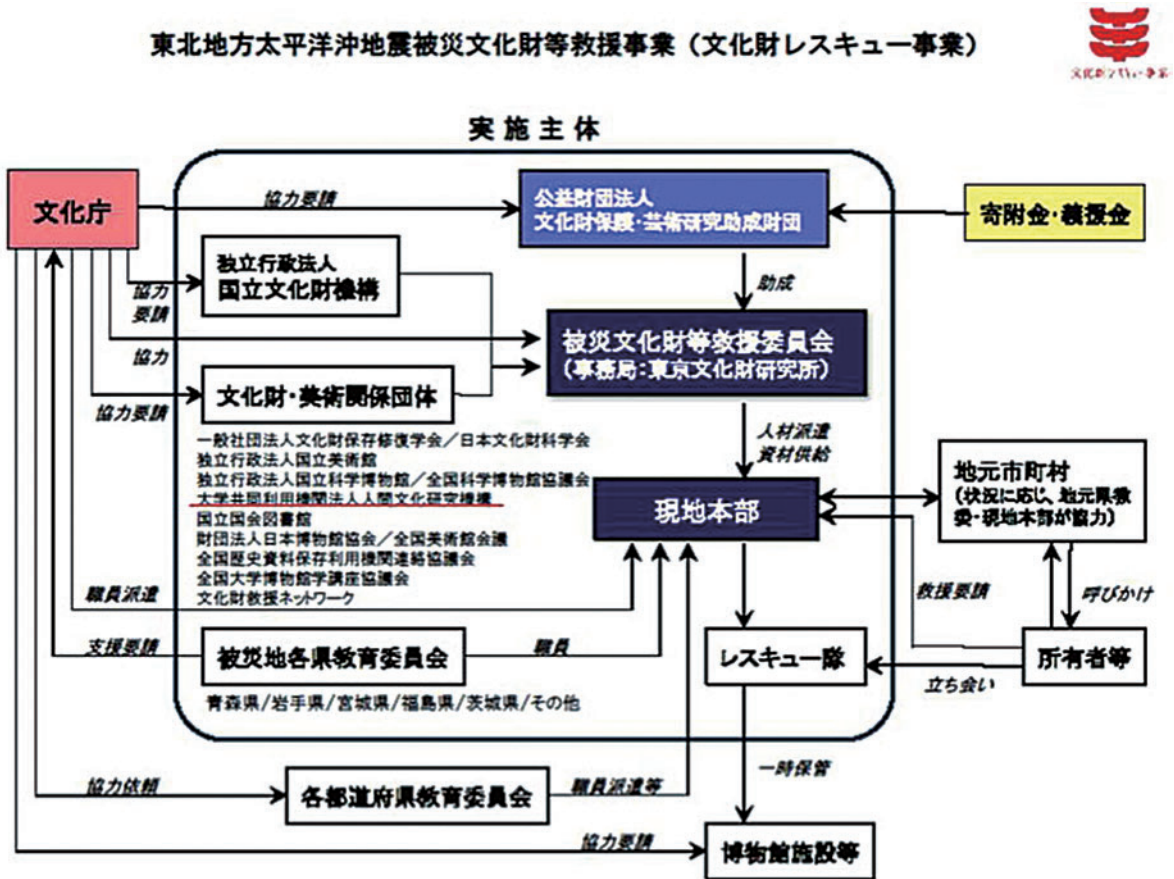 東北地方太平洋沖地震被災文化財等救援事業（文化財レスキュー事業）
文化財レスキュー事業
実施主体
文化庁
協力要請
公益財団法人
文化財保護・芸術研究助成財団
寄附金・義援金
独立行政法人
国立文化財機構
協力
要請
助成
被災文化財等救援委員会
（事務局：東京文化財研究所）
協力
文化財・美術関係団体
協力要請
一般社団法人文化財保存修復学会／日本文化財科学会
独立行政法人国立美術館
独立行政法人国立科学博物館／全国科学博物館協議会
大学共同利用機関法人人間文化研究機構
国立国会図書館
財団法人日本博物館協会／全国美術館会議
全国歴史資料保存利用機関連絡協議会
全国大学博物館学講座協議会
文化財救援ネットワーク
人材派遣
資材供給
現地本部
地元市町村
（状況に応じ、地元県教
委・現地本部が協力）
職員派遣
救援要請
呼びかけ
支援要請
被災地各県教育委員会
職員
レスキュー隊
所有者等
立ち会い
青森県/岩手県/宮城県/福島県/茨城県/その他
一時保管
協力依頼
各都道府県教育委員会
職員派遣等
協力要請
博物館施設等